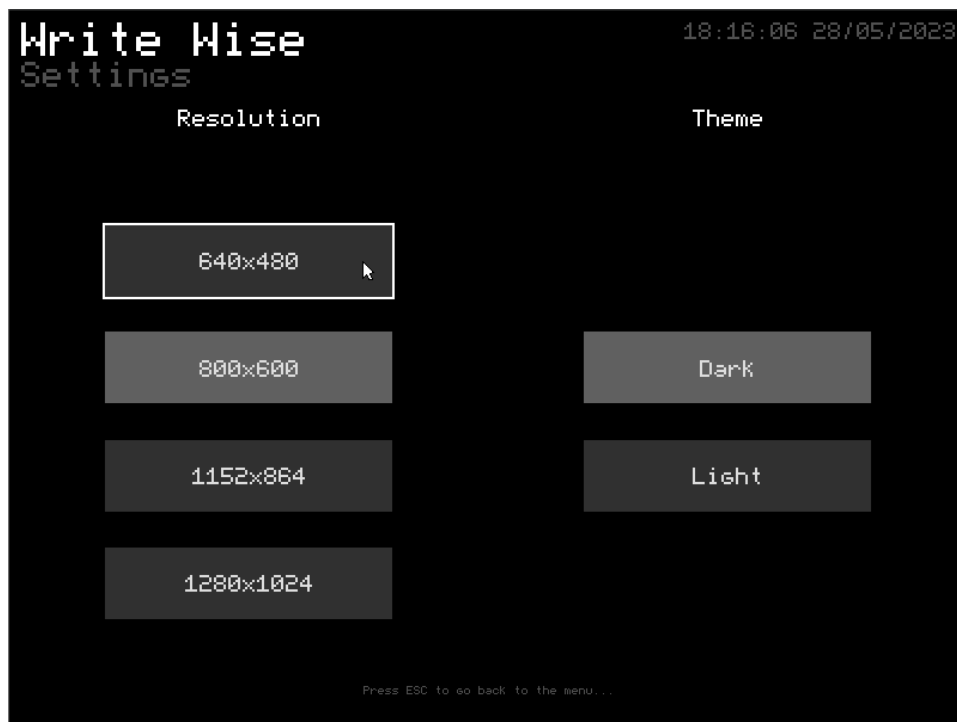 Write Wise
18:16:06 28/05/2023
Settings
Resolution
Theme
640x480
800x600
Dark
1152x864
Light
1280x1024
Press ESC to go back to the menu...